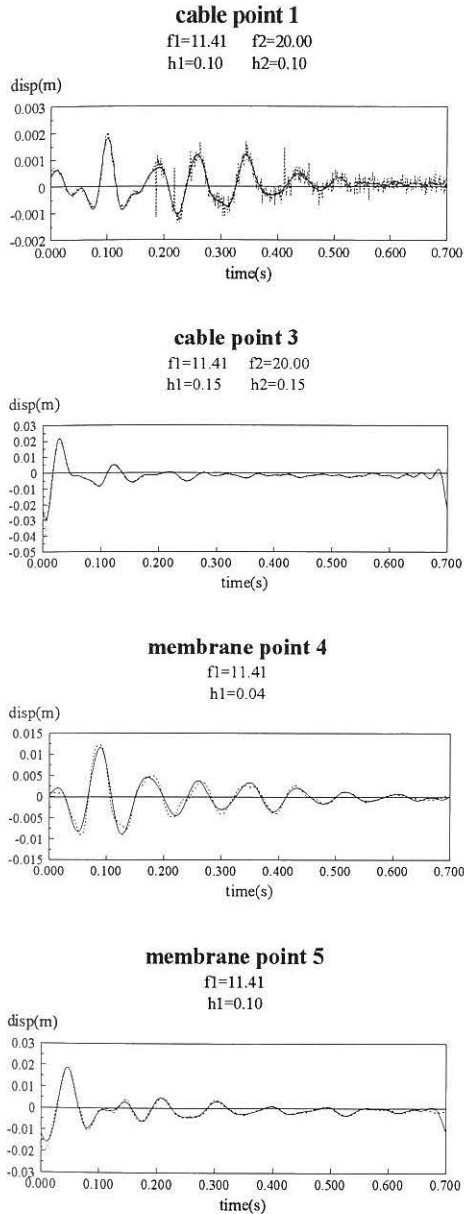 cable point 1
f1=11.41 f2=20.00
h1=0.10 h2=0.10
disp(m)
0.003
0.002
0.001
0
-0.001
-0.002
0.000 0.100 0.200 0.300 0.400 0.500 0.600 0.700
time(s)
cable point 3
f1=11.41 f2=20.00
h1=0.15 h2=0.15
disp(m)
0.03
0.02
0.01
0
-0.01
-0.02
-0.03
-0.04
-0.05
0.000 0.100 0.200 0.300 0.400 0.500 0.600 0.700
time(s)
membrane point 4
f1=11.41
h1=0.04
disp(m)
0.015
0.01
0.005
0
-0.005
-0.01
-0.015
0.000 0.100 0.200 0.300 0.400 0.500 0.600 0.700
time(s)
membrane point 5
f1=11.41
h1=0.10
disp(m)
0.03
0.02
0.01
0
-0.01
-0.02
-0.03
0.000 0.100 0.200 0.300 0.400 0.500 0.600 0.700
time(s)